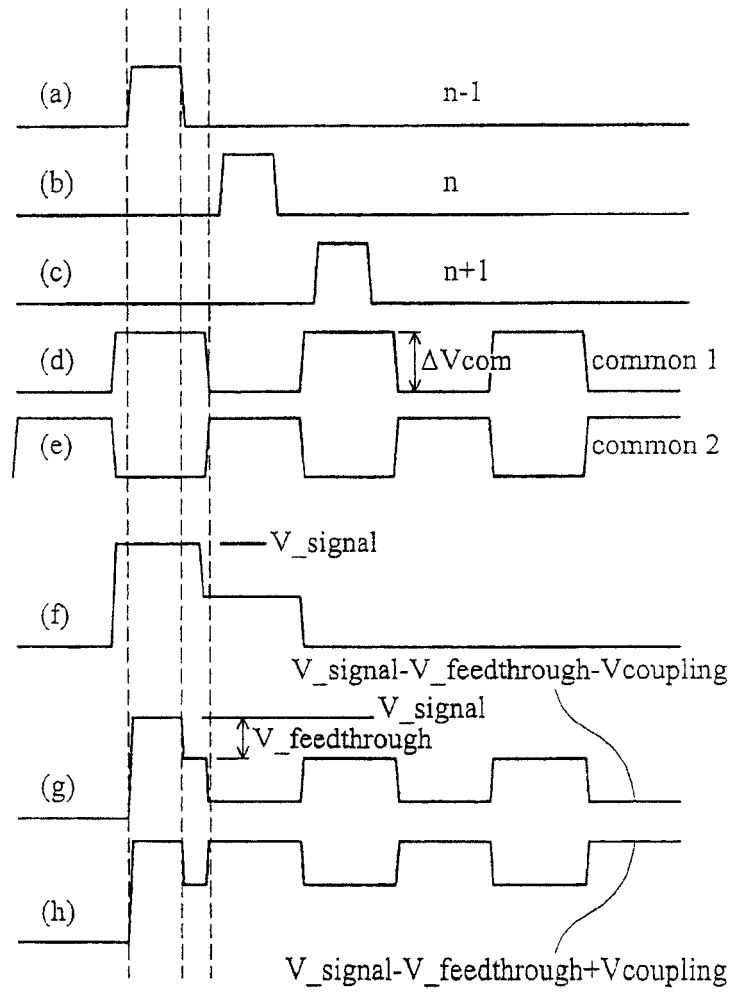 (a) n-1
(b) n
(c) n+1
(d) ΔVcom common 1
(e) common 2
V_signal
(f)
V_signal-V_feedthrough-Vcoupling
V_signal
V_feedthrough
(g)
(h)
V_signal-V_feedthrough+Vcoupling